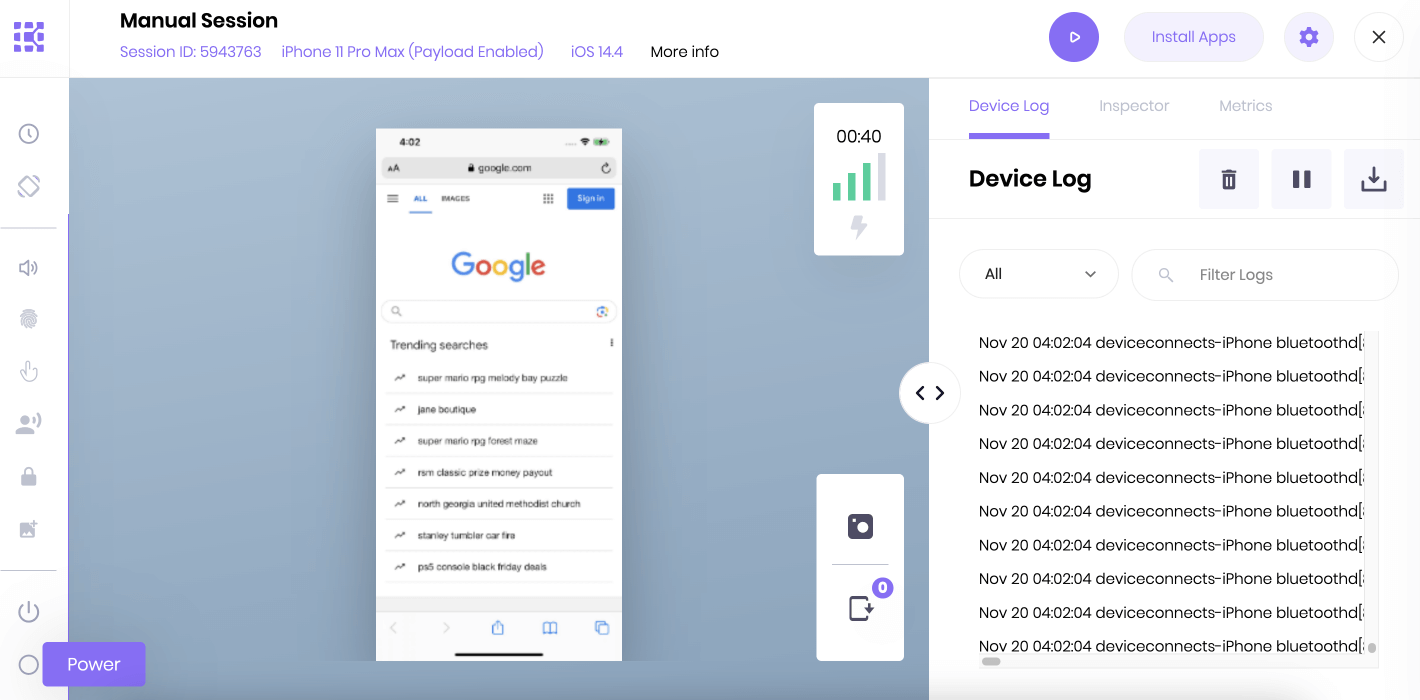 Manual Session
Session ID: 5943763 iPhone 11 Pro Max (Payload Enabled) iOS 14.4 More info
Install Apps
Device Log Inspector Metrics
Device Log
All
Filter Logs
Nov 20 04:02:04 deviceconnects-iPhone bluetoothd[
Nov 20 04:02:04 deviceconnects-iPhone bluetoothd[
Nov 20 04:02:04 deviceconnects-iPhone bluetoothd[
Nov 20 04:02:04 deviceconnects-iPhone bluetoothd[
Nov 20 04:02:04 deviceconnects-iPhone bluetoothd[
Nov 20 04:02:04 deviceconnects-iPhone bluetoothd[
Nov 20 04:02:04 deviceconnects-iPhone bluetoothd[
Nov 20 04:02:04 deviceconnects-iPhone bluetoothd[
Nov 20 04:02:04 deviceconnects-iPhone bluetoothd[
Nov 20 04:02:04 deviceconnects-iPhone bluetoothd[
00:40
0
4:02
AA google.com
ALL IMAGES Sign in
Google
Trending searches
super mario rpg melody bay puzzle
jane boutique
super mario rpg forest maze
rsm classic prize money payout
north georgia united methodist church
stanley tumbler car fire
ps5 console black friday deals
Power